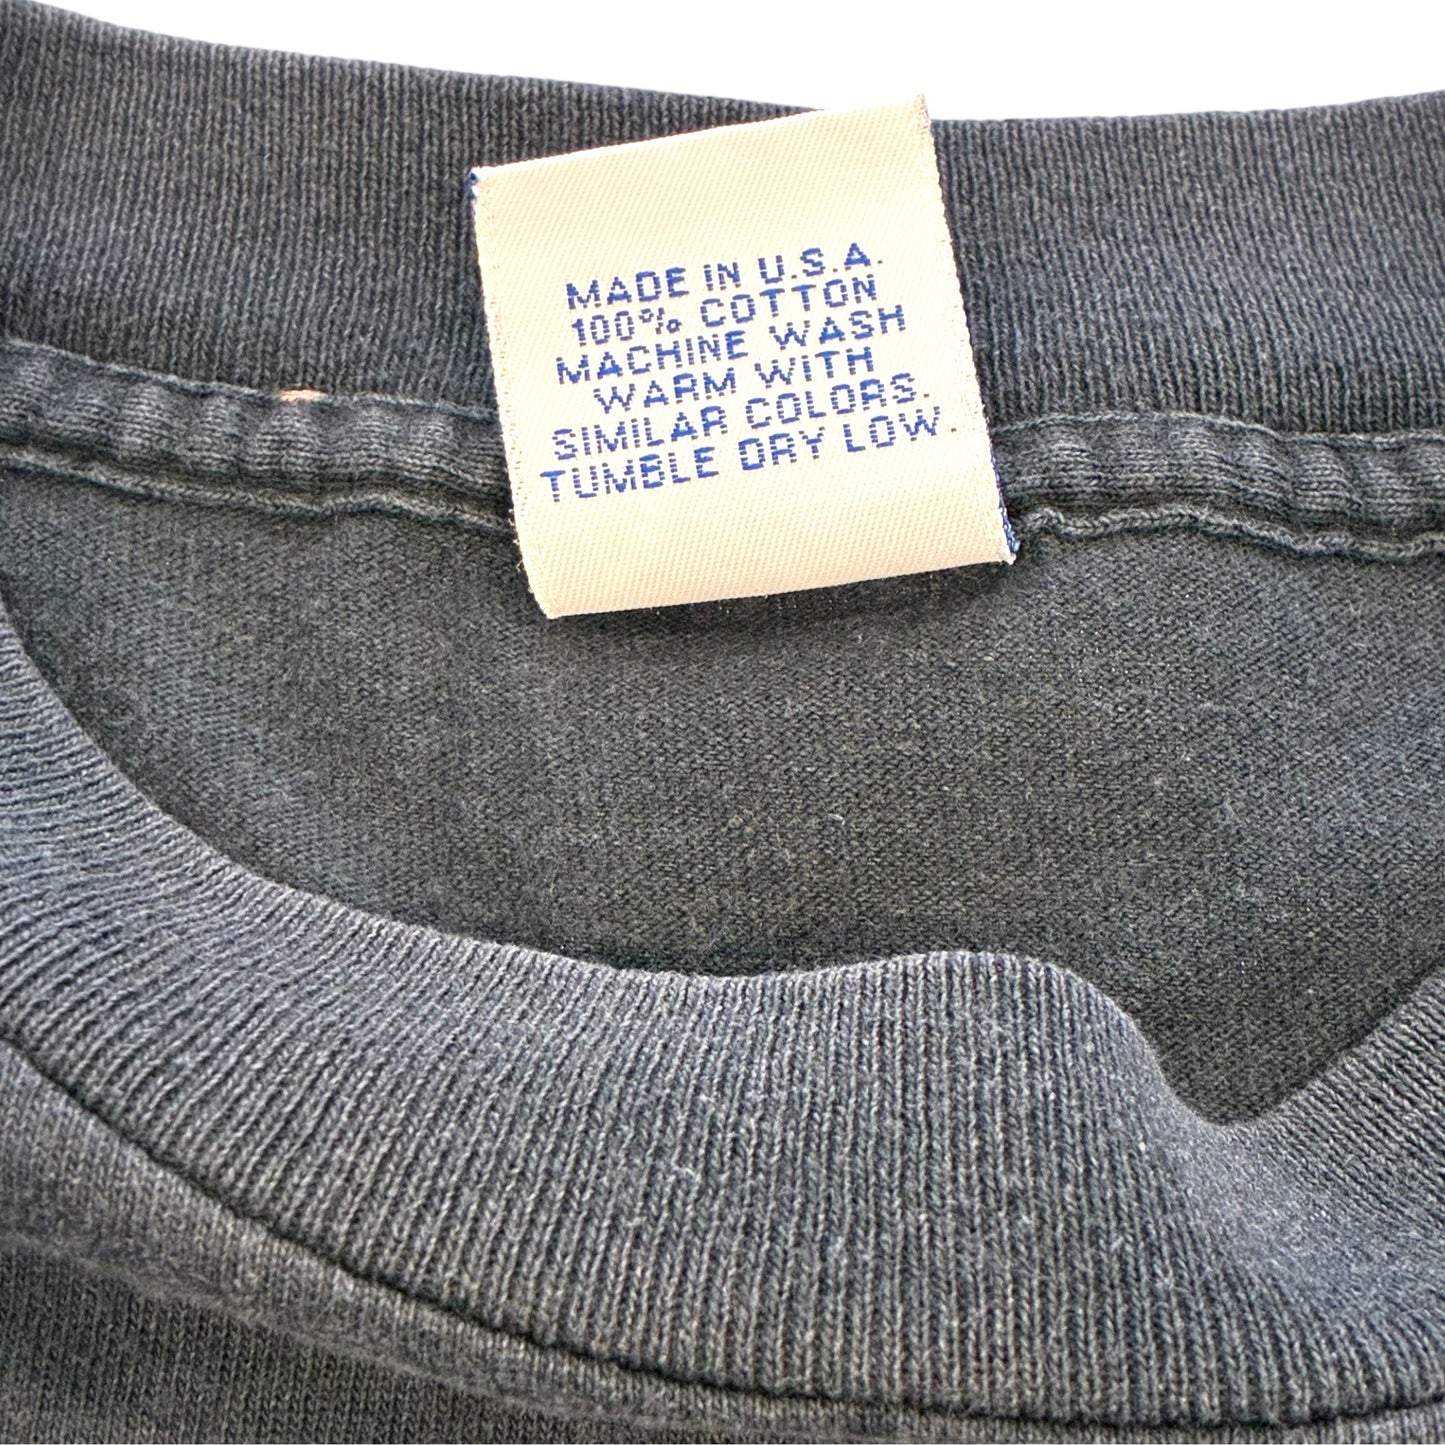 MADE IN U.S.A.
100% COTTON
MACHINE WASH
WARM WITH
SIMILAR COLORS.
TUMBLE DRY LOW